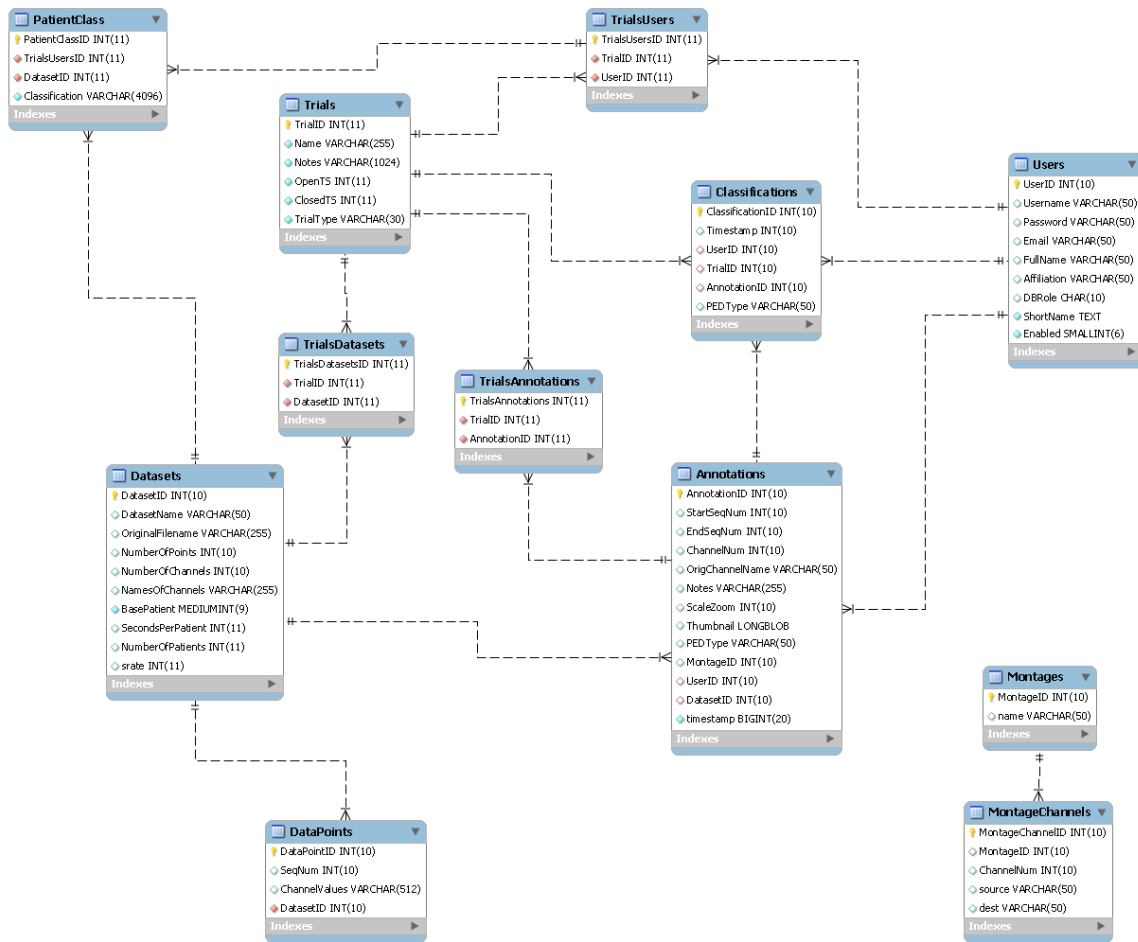 PatientClass
PatientClassID INT(11)
TrialsUsersID INT(11)
DatasetID INT(11)
Classification VARCHAR(4096)
Indexes
TrialsUsers
TrialsUsersID INT(11)
TrialID INT(11)
UserID INT(11)
Indexes
Trials
TrialID INT(11)
Name VARCHAR(255)
Notes VARCHAR(1024)
OpenTS INT(11)
ClosedTS INT(11)
TrialType VARCHAR(30)
Indexes
Classifications
ClassificationID INT(10)
Timestamp INT(10)
UserID INT(10)
TrialID INT(10)
AnnotationID INT(10)
PEDType VARCHAR(50)
Indexes
Users
UserID INT(10)
Username VARCHAR(50)
Password VARCHAR(50)
Email VARCHAR(50)
FullName VARCHAR(50)
Affiliation VARCHAR(50)
DBRole CHAR(10)
ShortName TEXT
Enabled SMALLINT(6)
Indexes
TrialsDatasets
TrialsDatasetsID INT(11)
TrialID INT(11)
DatasetID INT(11)
Indexes
TrialsAnnotations
TrialsAnnotations INT(11)
TrialID INT(11)
AnnotationID INT(11)
Indexes
Datasets
DatasetID INT(10)
DatasetName VARCHAR(50)
OriginalFilename VARCHAR(255)
NumberOfPoints INT(10)
NumberOfChannels INT(10)
NamesOfChannels VARCHAR(255)
BasePatient MEDIUMINT(9)
SecondsPerPatient INT(11)
NumberOfPatients INT(11)
srate INT(11)
Indexes
Annotations
AnnotationID INT(10)
StartSeqNum INT(10)
EndSeqNum INT(10)
ChannelNum INT(10)
OrigChannelName VARCHAR(50)
Notes VARCHAR(255)
ScaleZoom INT(10)
Thumbnail LONGBLOB
PEDType VARCHAR(50)
MontageID INT(10)
UserID INT(10)
DatasetID INT(10)
timestamp BIGINT(20)
Indexes
Montages
MontageID INT(10)
name VARCHAR(50)
Indexes
DataPoints
DataPointID INT(10)
SeqNum INT(10)
ChannelValues VARCHAR(512)
DatasetID INT(10)
Indexes
MontageChannels
MontageChannelID INT(10)
MontageID INT(10)
ChannelNum INT(10)
source VARCHAR(50)
dest VARCHAR(50)
Indexes